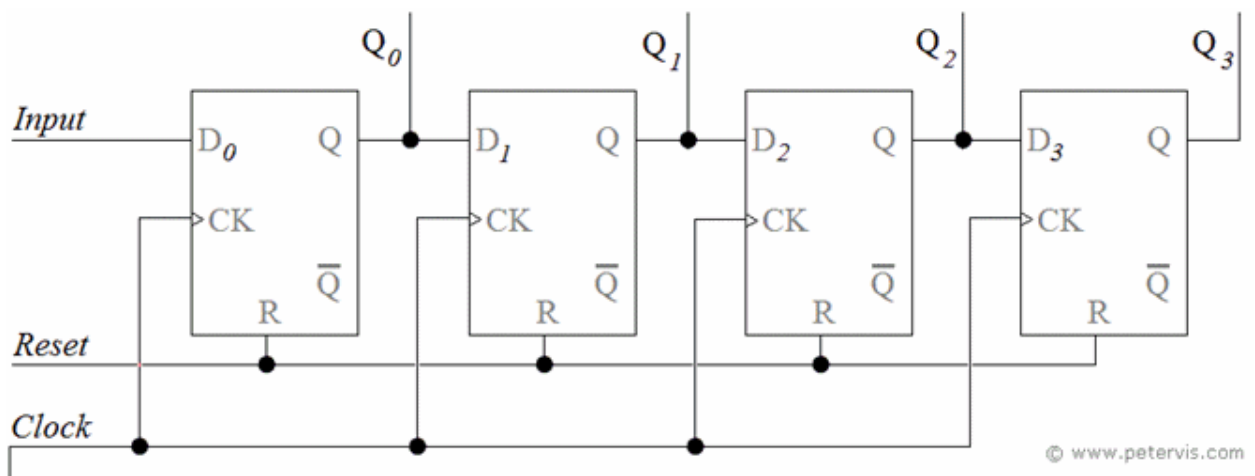 Q0 Q1 Q2 Q3
Input
D0 Q D1 Q D2 Q D3 Q
CK CK CK CK
Q̅ Q̅ Q̅ Q̅
R R R R
Reset
Clock
© www.petervis.com